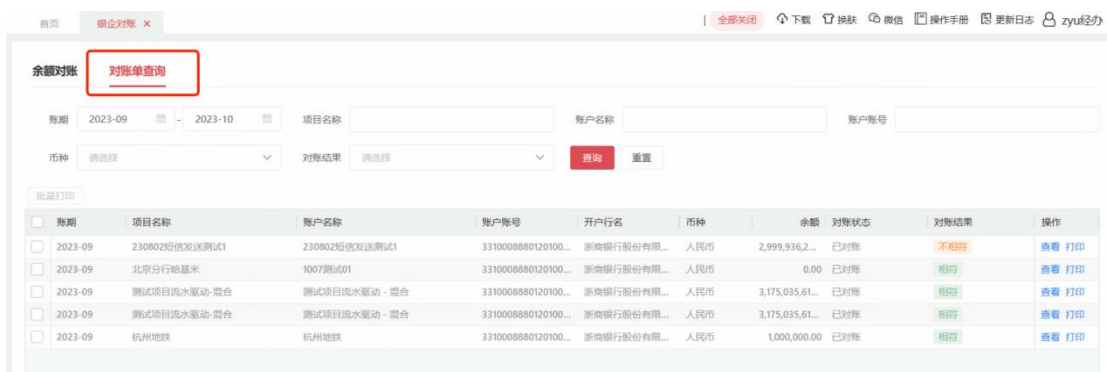 首页 银企对账 × | 全部关闭 下载 换肤 微信 操作手册 更新日志 zyu经办
余额对账 对账单查询
账期 2023-09 - 2023-10 项目名称 账户名称 账户账号
币种 请选择 对账结果 请选择 查询 重置
批量打印
账期 项目名称 账户名称 账户账号 开户行名 币种 余额 对账状态 对账结果 操作
2023-09 230802短信发送测试1 230802短信发送测试1 3310008880120100... 浙商银行股份有限... 人民币 2,999,936,2... 已对账 不相符 查看 打印
2023-09 北京分行哈基米 1007测试01 3310008880120100... 浙商银行股份有限... 人民币 0.00 已对账 相符 查看 打印
2023-09 测试项目流水驱动-混合 测试项目流水驱动 - 混合 3310008880120100... 浙商银行股份有限... 人民币 3,175,035,61... 已对账 相符 查看 打印
2023-09 测试项目流水驱动-混合 测试项目流水驱动 - 混合 3310008880120100... 浙商银行股份有限... 人民币 3,175,035,61... 已对账 相符 查看 打印
2023-09 杭州地铁 杭州地铁 3310008880120100... 浙商银行股份有限... 人民币 1,000,000.00 已对账 相符 查看 打印